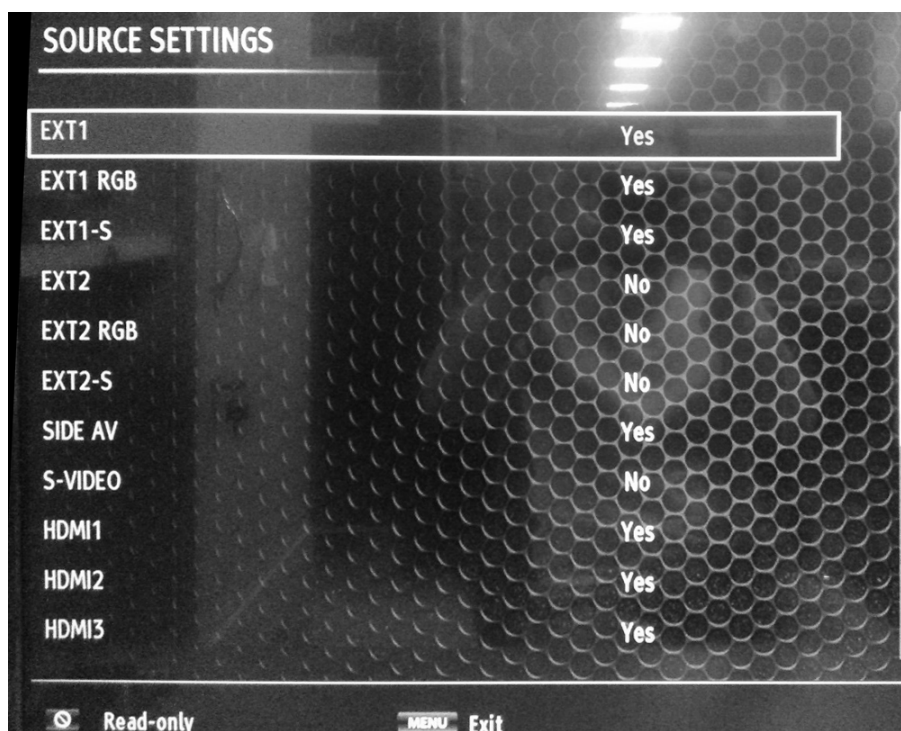 SOURCE SETTINGS
EXT1 Yes
EXT1 RGB Yes
EXT1-S Yes
EXT2 No
EXT2 RGB No
EXT2-S No
SIDE AV Yes
S-VIDEO No
HDMI1 Yes
HDMI2 Yes
HDMI3 Yes
Read-only MENU Exit